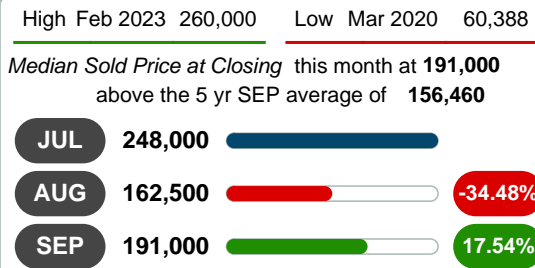 High Feb 2023 260,000 Low Mar 2020 60,388
Median Sold Price at Closing this month at 191,000
above the 5 yr SEP average of 156,460
JUL 248,000
AUG 162,500 -34.48%
SEP 191,000 17.54%